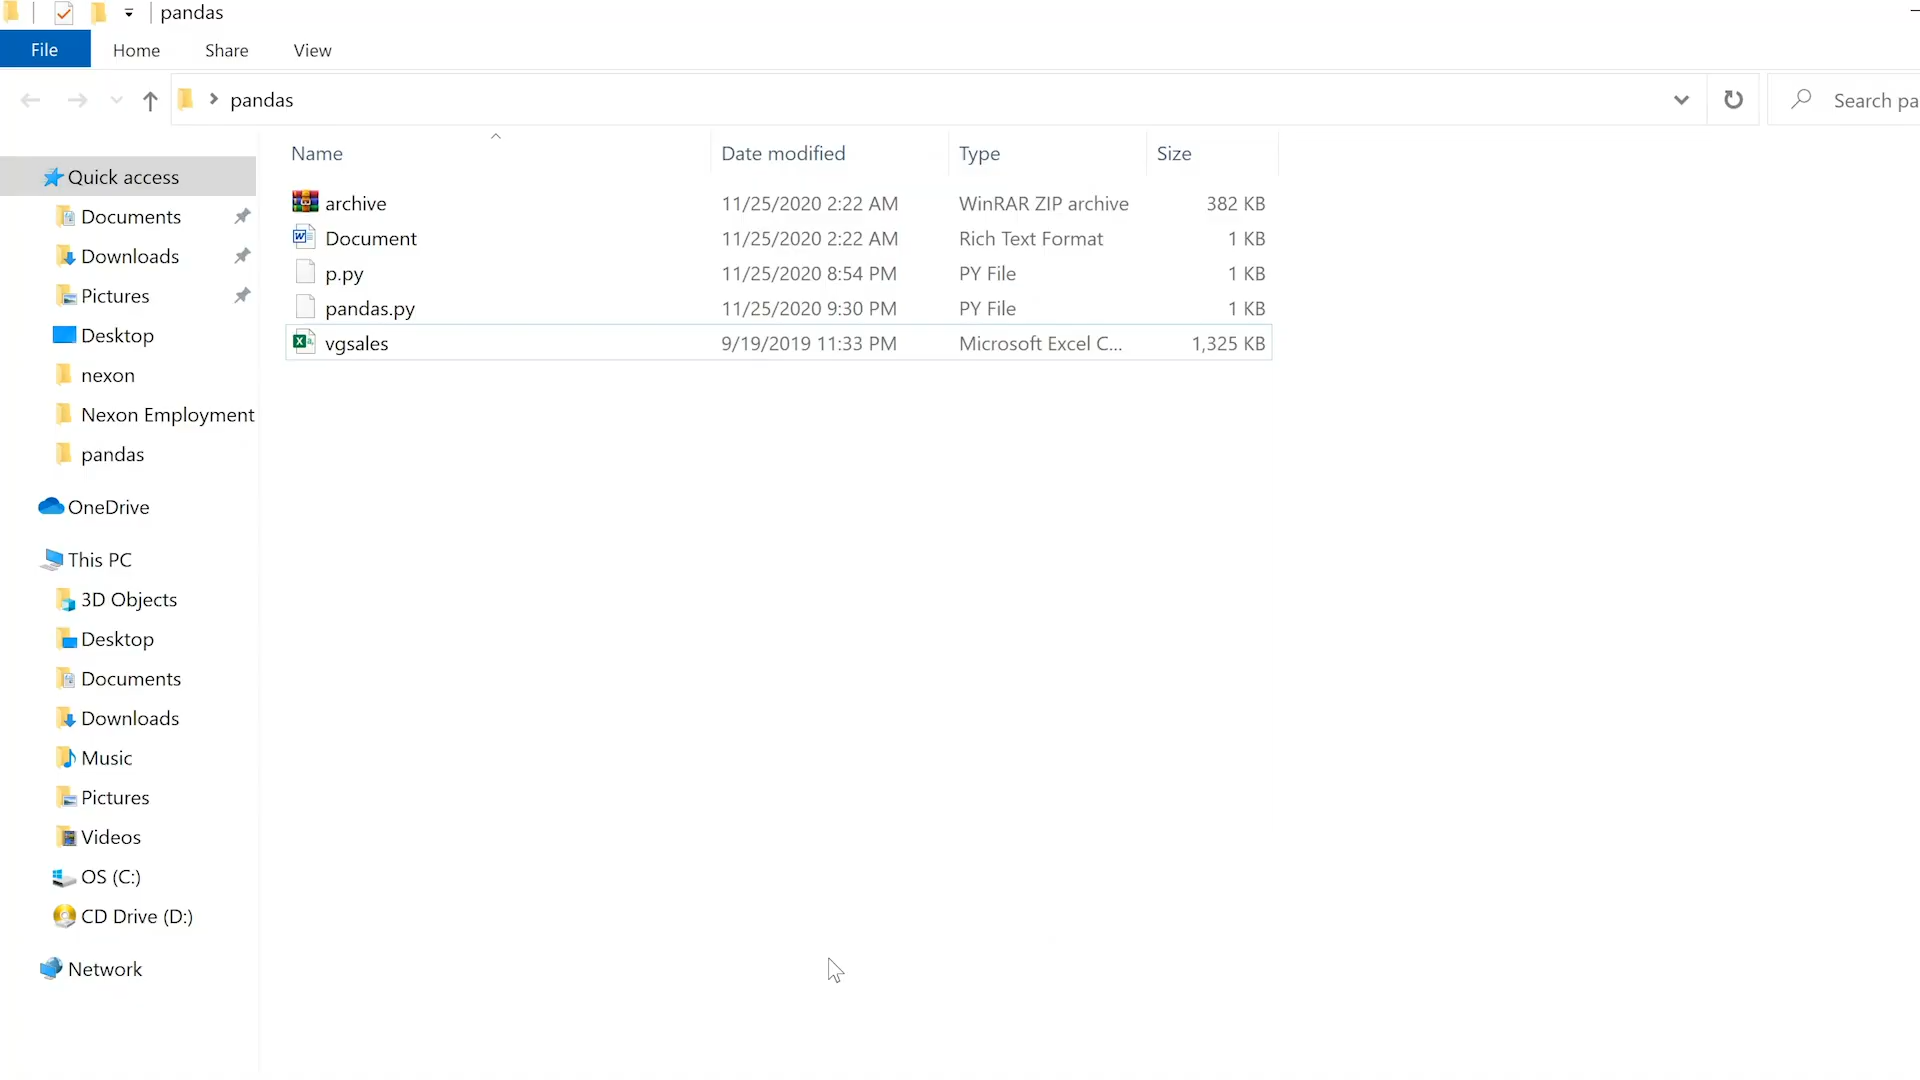 pandas
File Home Share View
pandas
Search pa
Name Date modified Type Size
archive 11/25/2020 2:22 AM WinRAR ZIP archive 382 KB
Document 11/25/2020 2:22 AM Rich Text Format 1 KB
p.py 11/25/2020 8:54 PM PY File 1 KB
pandas.py 11/25/2020 9:30 PM PY File 1 KB
vgsales 9/19/2019 11:33 PM Microsoft Excel C... 1,325 KB
Quick access
Documents
Downloads
Pictures
Desktop
nexon
Nexon Employment
pandas
OneDrive
This PC
3D Objects
Desktop
Documents
Downloads
Music
Pictures
Videos
OS (C:)
CD Drive (D:)
Network